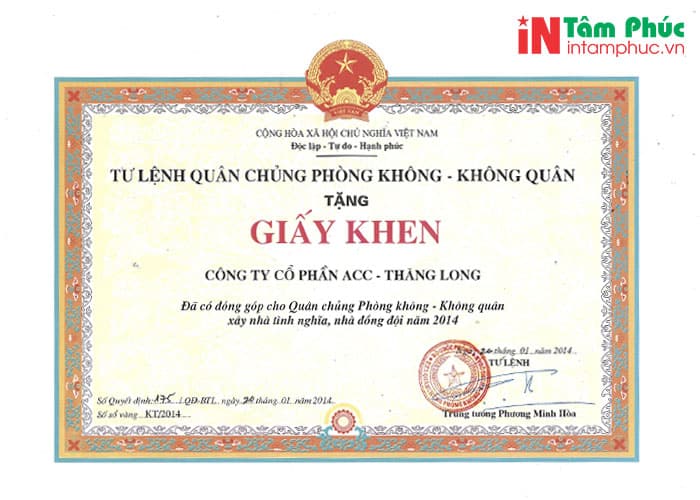 iN Tâm Phúc
intamphuc.vn
VIỆT NAM
CỘNG HÒA XÃ HỘI CHỦ NGHĨA VIỆT NAM
Độc lập - Tự do - Hạnh phúc
TƯ LỆNH QUÂN CHỦNG PHÒNG KHÔNG - KHÔNG QUÂN
TẶNG
GIẤY KHEN
CÔNG TY CỔ PHẦN ACC - THĂNG LONG
Đã có đóng góp cho Quân chủng Phòng không - Không quân
xây nhà tình nghĩa, nhà đồng đội năm 2014
20 tháng .01 .. năm 2014..
TƯ LỆNH
Số Quyết định: 175 /.QĐ-BTL. ngày 20 tháng .01. năm 2014..
Số sổ vàng .. KT/2014 ....
Trung tướng Phương Minh Hòa